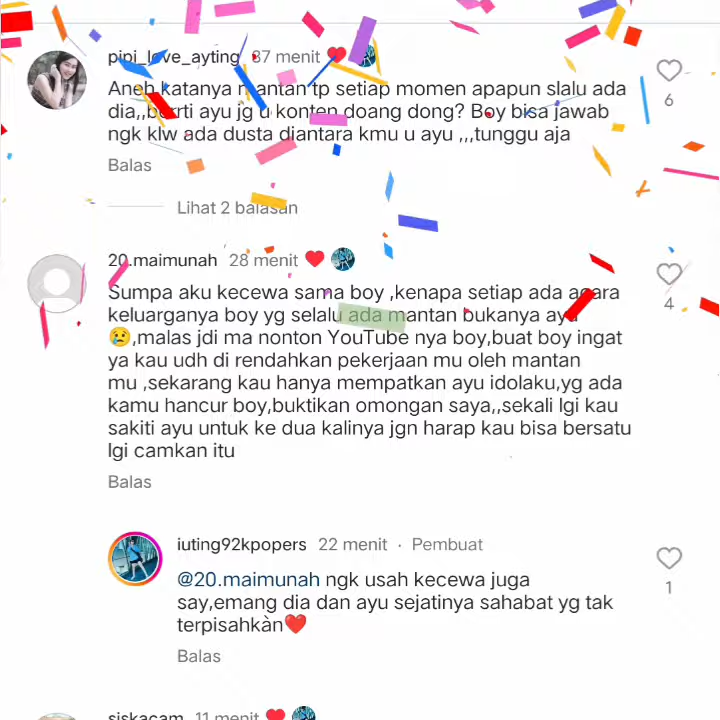 pipi_love_ayting 37 menit
Aneh katanya mantan tp setiap momen apapun slalu ada
dia,,berrti ayu jg u konten doang dong? Boy bisa jawab
ngk klw ada dusta diantara kmu u ayu ,,,tunggu aja
6
Balas
Lihat 2 balasan
20.maimunah 28 menit
Sumpa aku kecewa sama boy ,kenapa setiap ada acara
keluarganya boy yg selalu ada mantan bukanya ayu
4
😢,malas jdi ma nonton YouTube nya boy,buat boy ingat
ya kau udh di rendahkan pekerjaan mu oleh mantan
mu ,sekarang kau hanya mempatkan ayu idolaku,yg ada
kamu hancur boy,buktikan omongan saya,,sekali lgi kau
sakiti ayu untuk ke dua kalinya jgn harap kau bisa bersatu
lgi camkan itu
Balas
iuting92kpopers 22 menit · Pembuat
@20.maimunah ngk usah kecewa juga
say,emang dia dan ayu sejatinya sahabat yg tak
terpisahkàn❤️
1
Balas
siskacam 11 menit